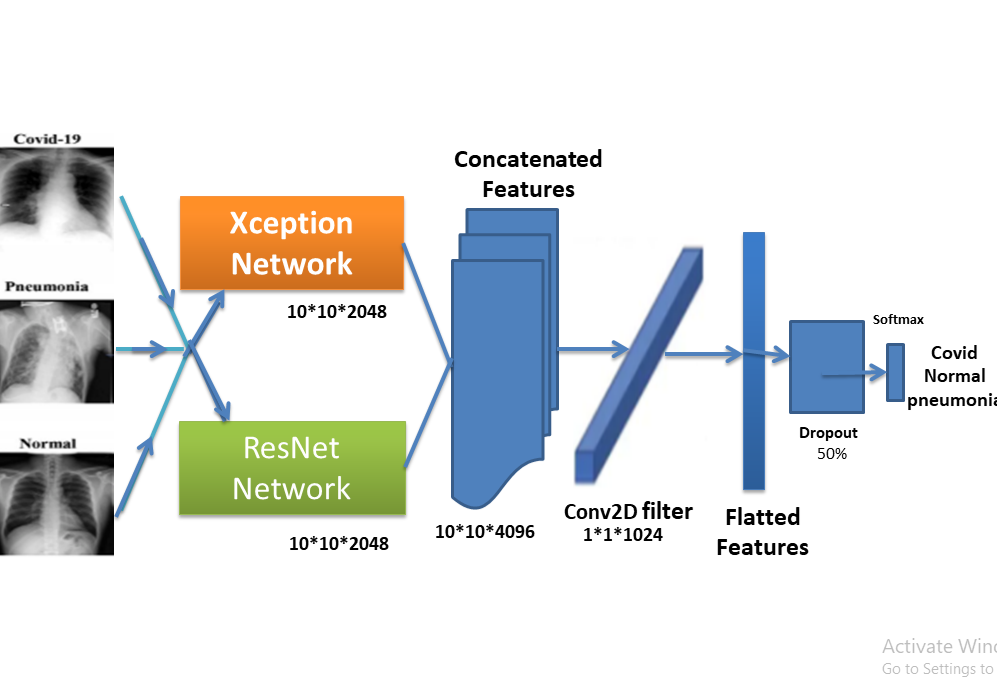 Covid-19
Pneumonia
Normal
Xception
Network
10*10*2048
ResNet
Network
10*10*2048
Concatenated
Features
10*10*4096
Conv2D filter
1*1*1024
Flatted
Features
Dropout
50%
Softmax
Covid
Normal
pneumonia
Activate Win
Go to Settings to